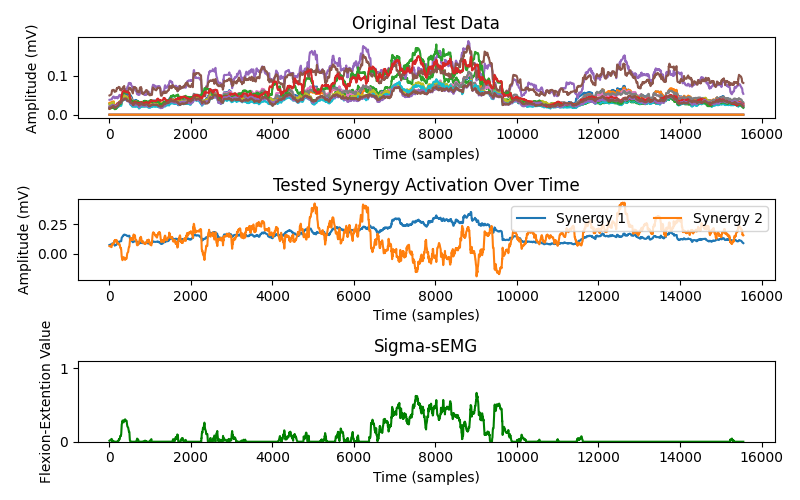 Original Test Data
Amplitude (mV)
0.1
0.0
0 2000 4000 6000 8000 10000 12000 14000 16000
Time (samples)
Tested Synergy Activation Over Time
Amplitude (mV)
0.25
0.00
Synergy 1 Synergy 2
0 2000 4000 6000 8000 10000 12000 14000 16000
Time (samples)
Sigma-sEMG
Flexion-Extention Value
1
0
0 2000 4000 6000 8000 10000 12000 14000 16000
Time (samples)